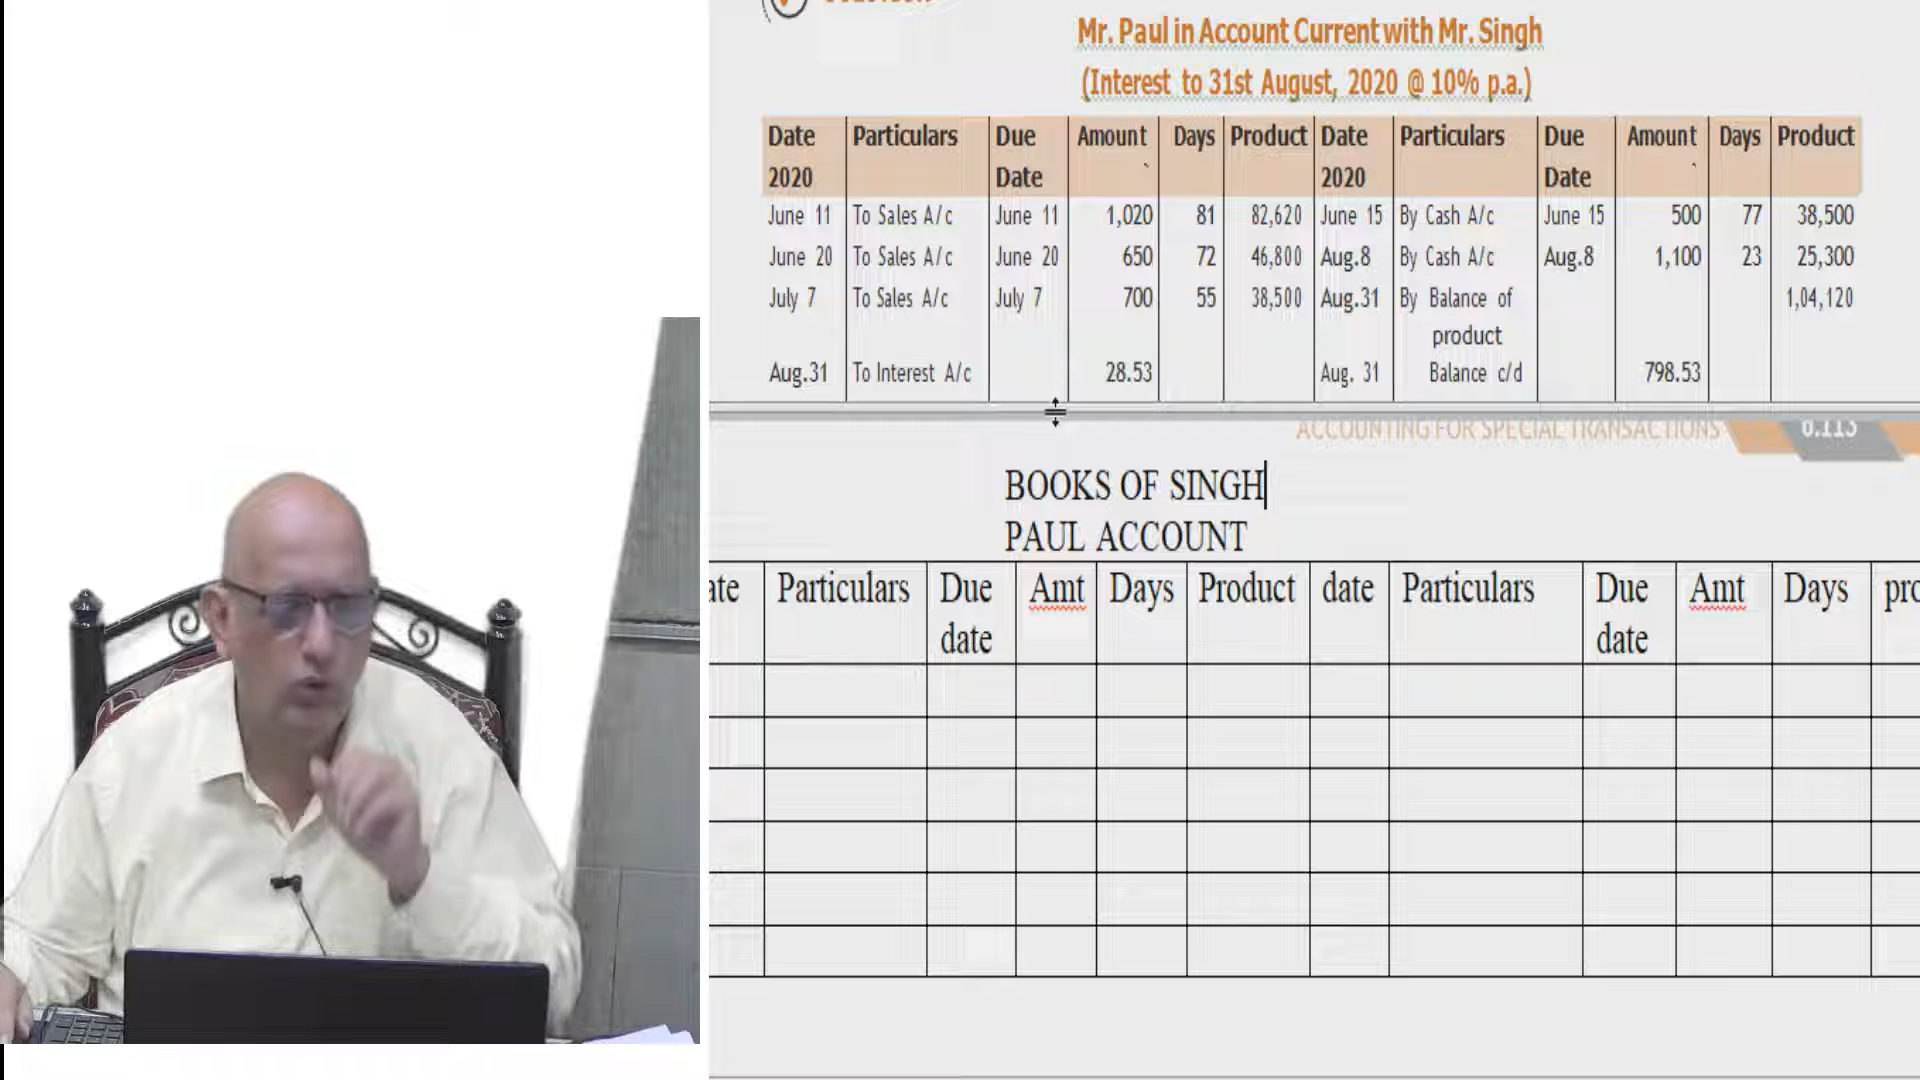 Mr. Paul in Account Current with Mr. Singh
(Interest to 31st August, 2020 @ 10% p.a.)
Date Particulars Due Amount Days Product Date Particulars Due Amount Days Product
2020 Date 2020 Date
June 11 To Sales A/c June 11 1,020 81 82,620 June 15 By Cash A/c June 15 500 77 38,500
June 20 To Sales A/c June 20 650 72 46,800 Aug.8 By Cash A/c Aug.8 1,100 23 25,300
July 7 To Sales A/c July 7 700 55 38,500 Aug.31 By Balance of 1,04,120
product
Aug.31 To Interest A/c 28.53 Aug. 31 Balance c/d 798.53
ACCOUNTING FOR SPECIAL TRANSACTIONS 6.113
BOOKS OF SINGH
PAUL ACCOUNT
ate Particulars Due Amt Days Product date Particulars Due Amt Days pro
date date